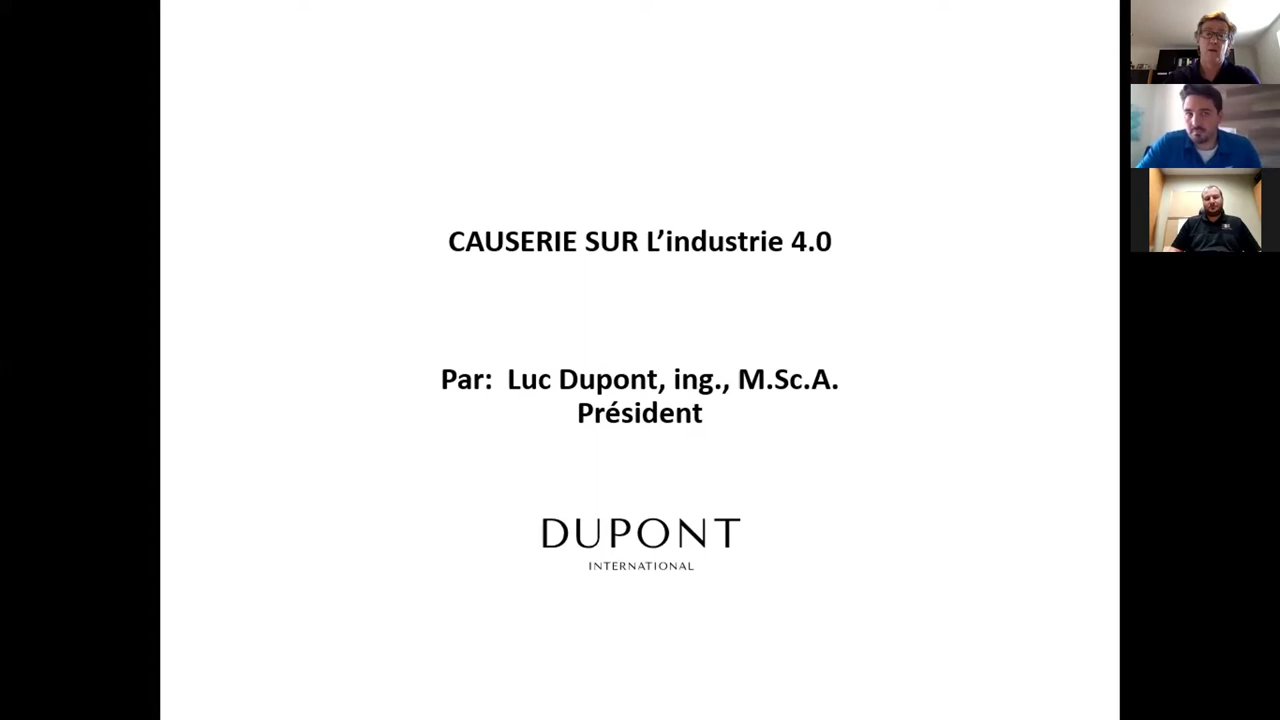 CAUSERIE SUR L’industrie 4.0
Par: Luc Dupont, ing., M.Sc.A.
Président
DUPONT
INTERNATIONAL